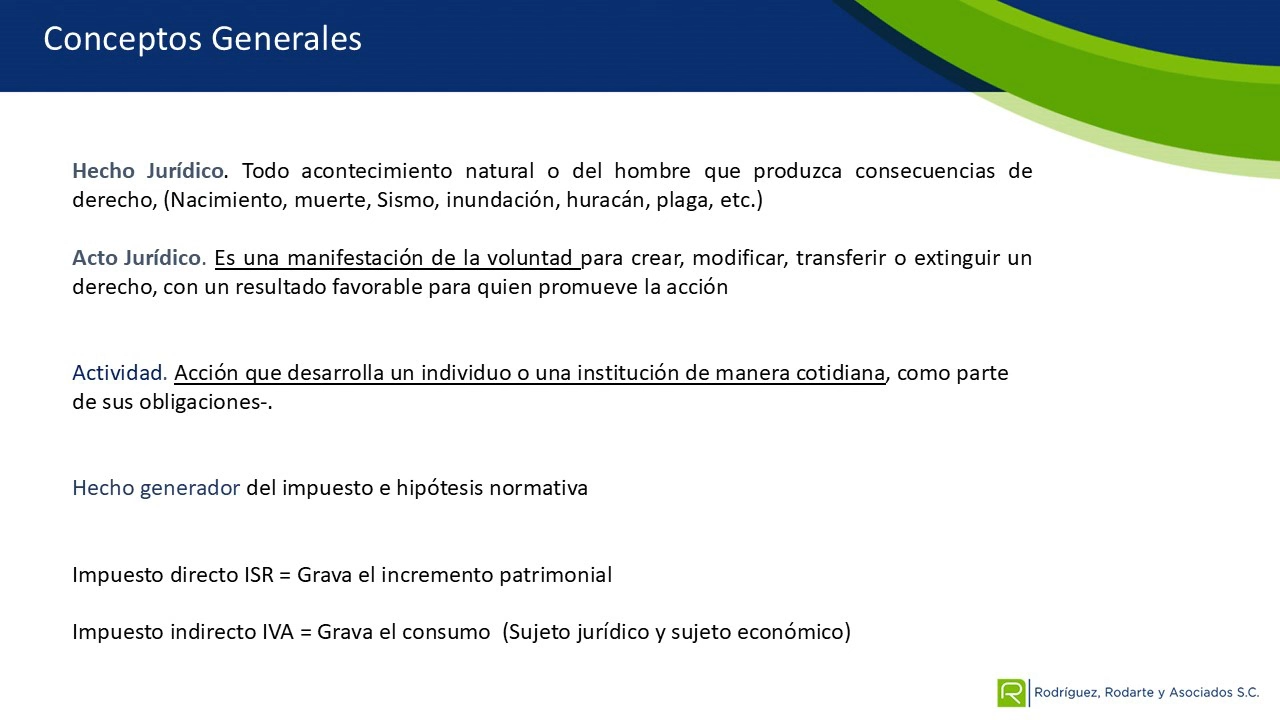 Conceptos Generales
Hecho Jurídico. Todo acontecimiento natural o del hombre que produzca consecuencias de
derecho, (Nacimiento, muerte, Sismo, inundación, huracán, plaga, etc.)
Acto Jurídico. Es una manifestación de la voluntad para crear, modificar, transferir o extinguir un
derecho, con un resultado favorable para quien promueve la acción
Actividad. Acción que desarrolla un individuo o una institución de manera cotidiana, como parte
de sus obligaciones-.
Hecho generador del impuesto e hipótesis normativa
Impuesto directo ISR = Grava el incremento patrimonial
Impuesto indirecto IVA = Grava el consumo  (Sujeto jurídico y sujeto económico)
Rodríguez, Rodarte y Asociados S.C.